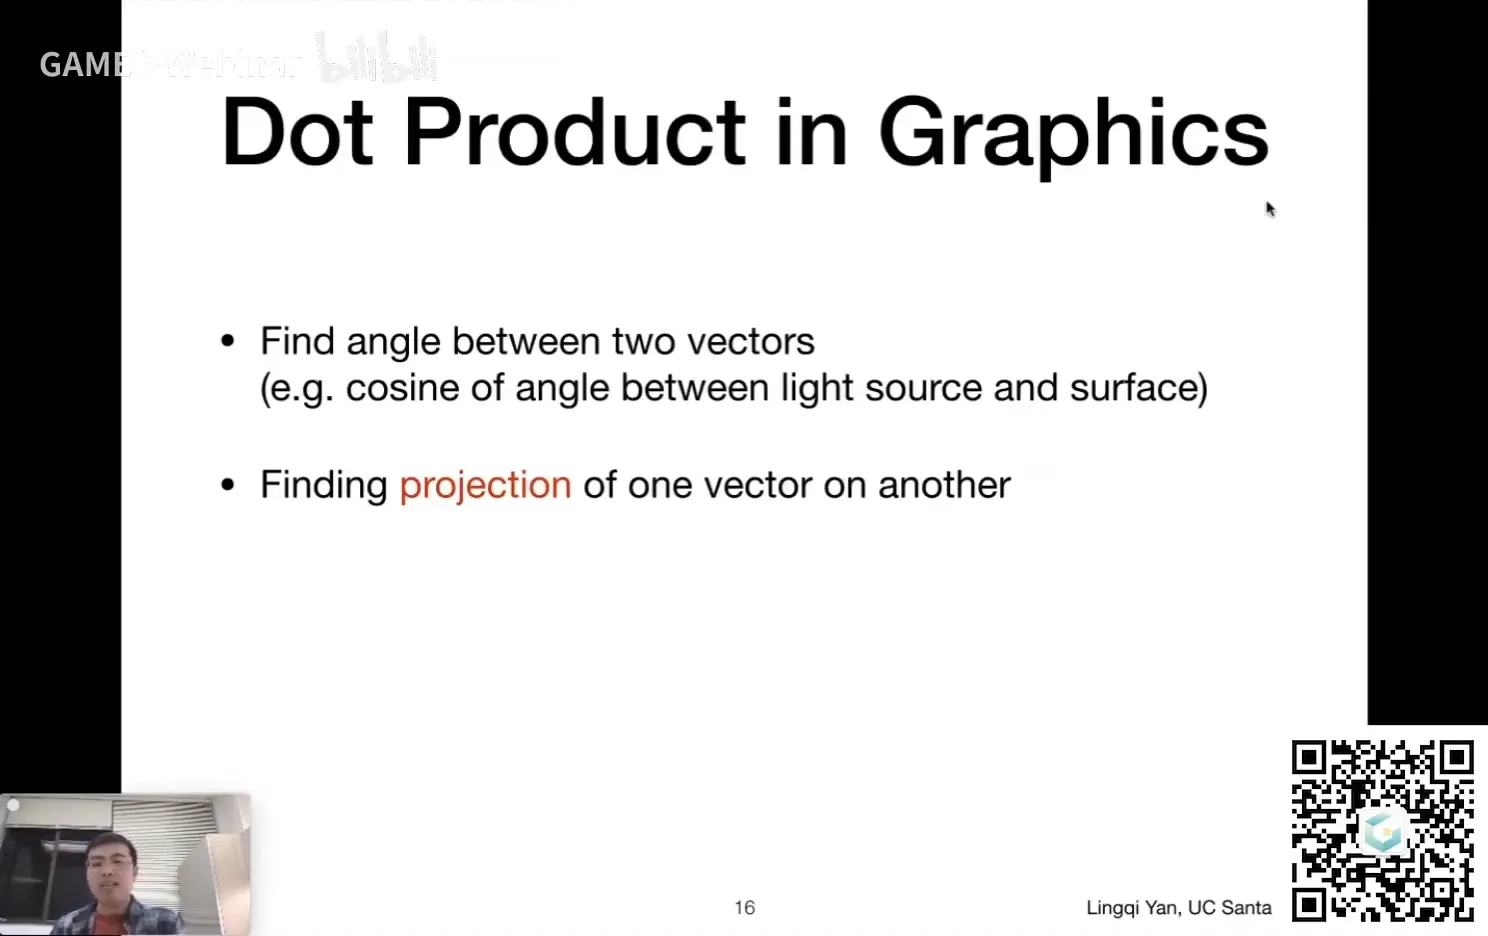 GAMES-Webinar bilibili
Dot Product in Graphics
• Find angle between two vectors
(e.g. cosine of angle between light source and surface)
• Finding projection of one vector on another
16
Lingqi Yan, UC Santa